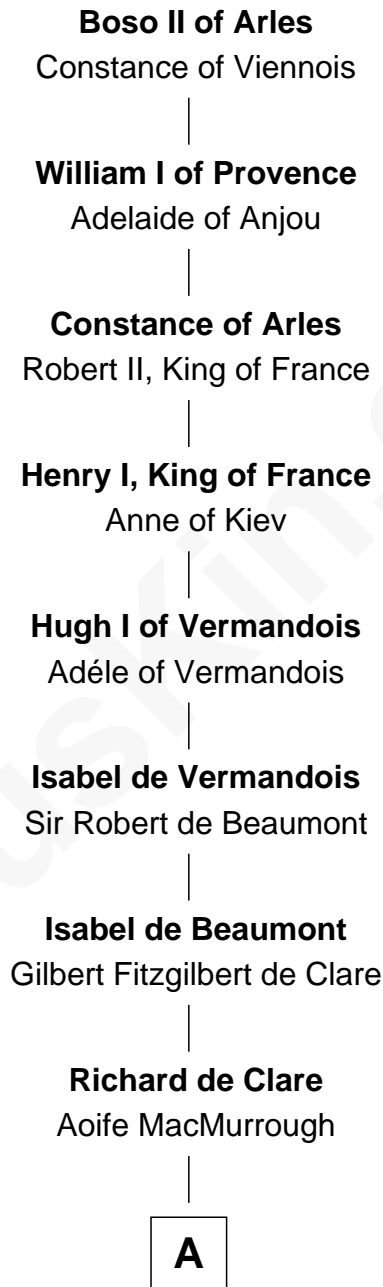 Boso II of Arles
Constance of Viennois
William I of Provence
Adelaide of Anjou
Constance of Arles
Robert II, King of France
Henry I, King of France
Anne of Kiev
Hugh I of Vermandois
Adéle of Vermandois
Isabel de Vermandois
Sir Robert de Beaumont
Isabel de Beaumont
Gilbert Fitzgilbert de Clare
Richard de Clare
Aoife MacMurrough
A